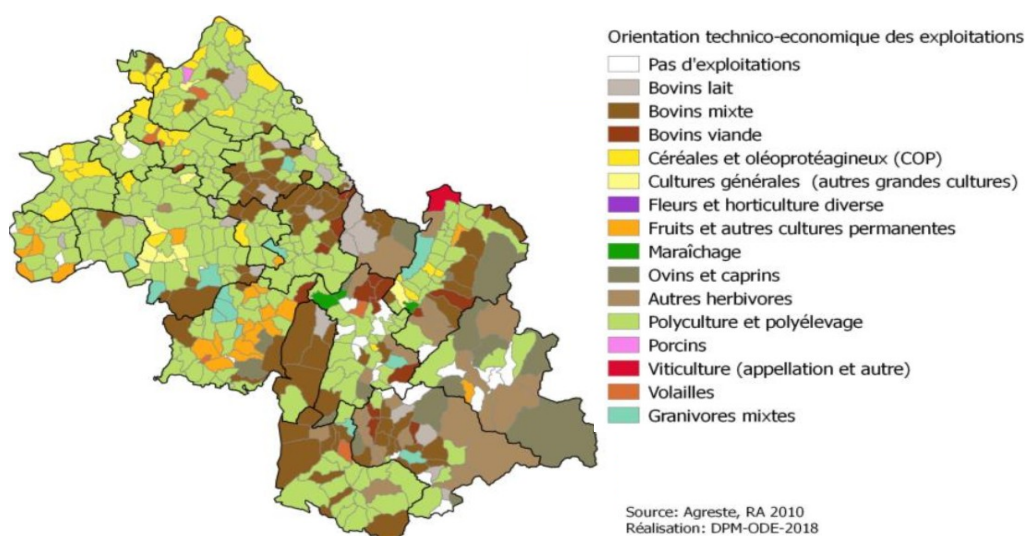 Orientation technico-economique des exploitations
Pas d'exploitations
Bovins lait
Bovins mixte
Bovins viande
Céréales et oléoprotéagineux (COP)
Cultures générales (autres grandes cultures)
Fleurs et horticulture diverse
Fruits et autres cultures permanentes
Maraîchage
Ovins et caprins
Autres herbivores
Polyculture et polyélevage
Porcins
Viticulture (appellation et autre)
Volailles
Granivores mixtes
Source: Agreste, RA 2010
Réalisation: DPM-ODE-2018